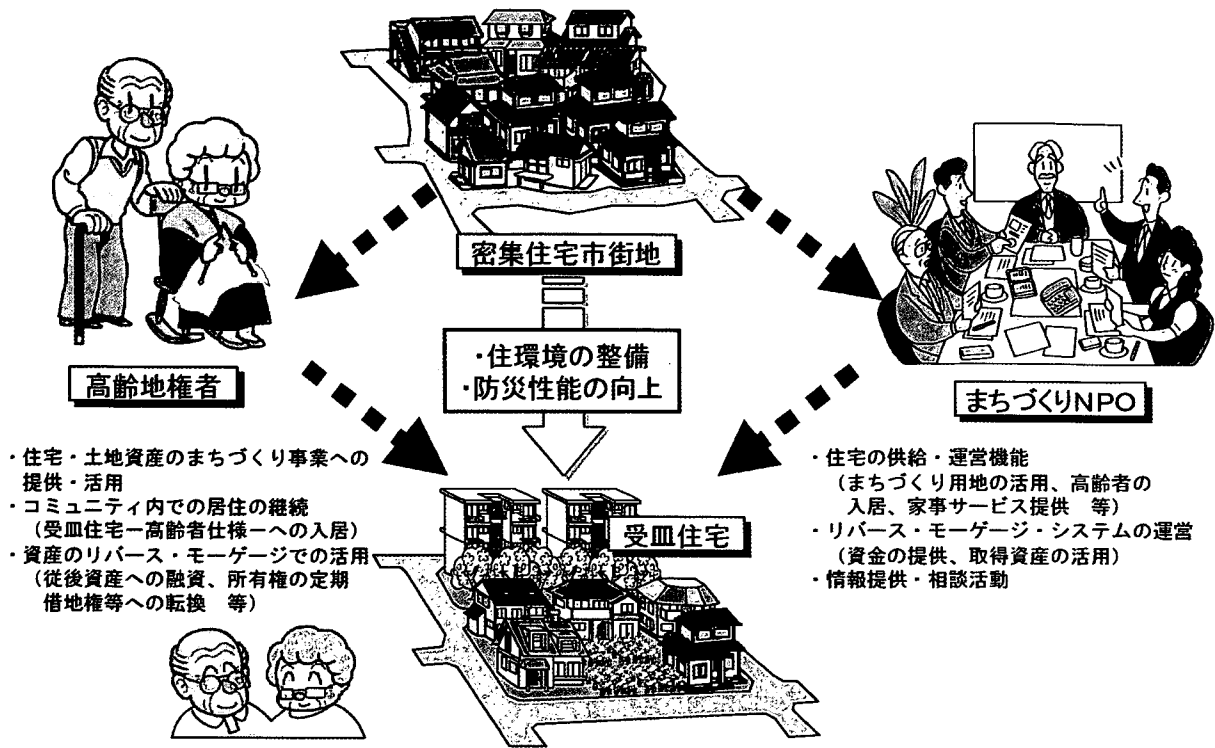 密集住宅市街地
・住環境の整備
・防災性能の向上
高齢地権者
まちづくりNPO
・住宅・土地資産のまちづくり事業への
提供・活用
・コミュニティ内での居住の継続
（受皿住宅ー高齢者仕様ーへの入居）
・資産のリバース・モーゲージでの活用
（従後資産への融資、所有権の定期
借地権等への転換　等）
・住宅の供給・運営機能
（まちづくり用地の活用、高齢者の
入居、家事サービス提供　等）
・リバース・モーゲージ・システムの運営
（資金の提供、取得資産の活用）
・情報提供・相談活動
受皿住宅